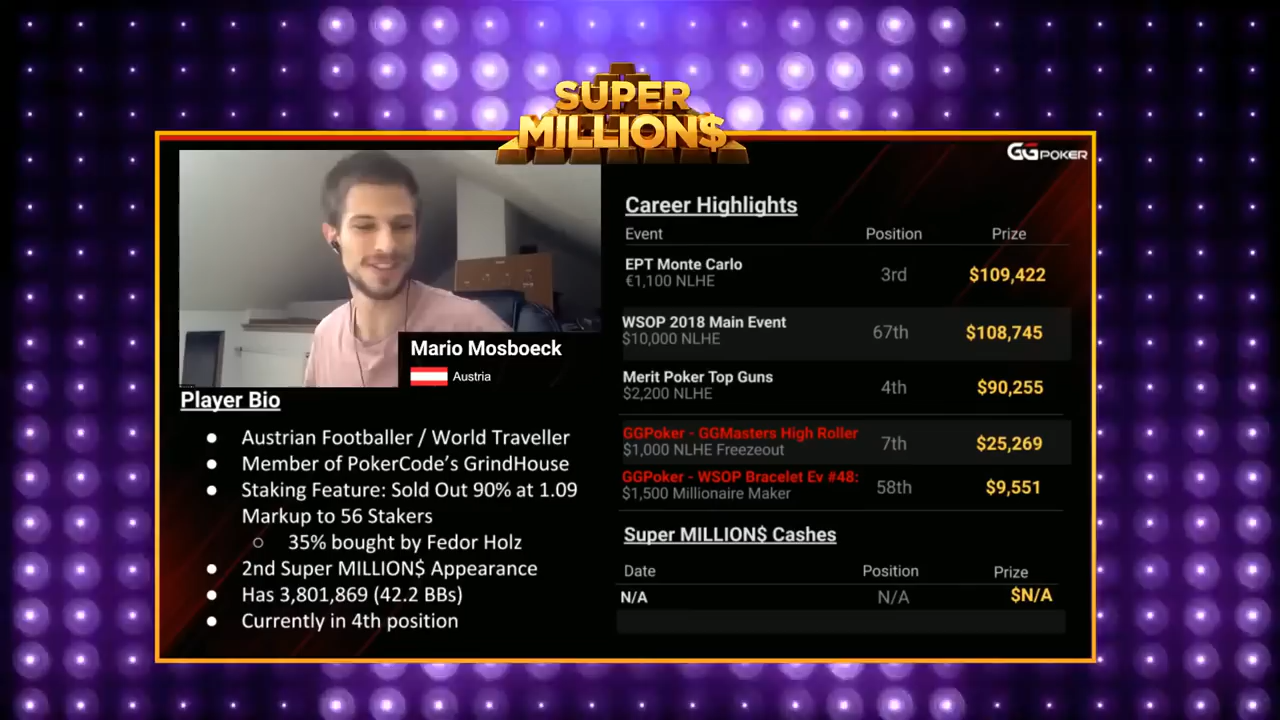 SUPER
MILLION$
GGPOKER
Mario Mosboeck
Austria
Player Bio
● Austrian Footballer / World Traveller
● Member of PokerCode's GrindHouse
● Staking Feature: Sold Out 90% at 1.09
Markup to 56 Stakers
○ 35% bought by Fedor Holz
● 2nd Super MILLION$ Appearance
● Has 3,801,869 (42.2 BBs)
● Currently in 4th position
Career Highlights
Event Position Prize
EPT Monte Carlo
€1,100 NLHE 3rd $109,422
WSOP 2018 Main Event
$10,000 NLHE 67th $108,745
Merit Poker Top Guns
$2,200 NLHE 4th $90,255
GGPoker - GGMasters High Roller
$1,000 NLHE Freezeout 7th $25,269
GGPoker - WSOP Bracelet Ev #48:
$1,500 Millionaire Maker 58th $9,551
Super MILLION$ Cashes
Date Position Prize
N/A N/A $N/A